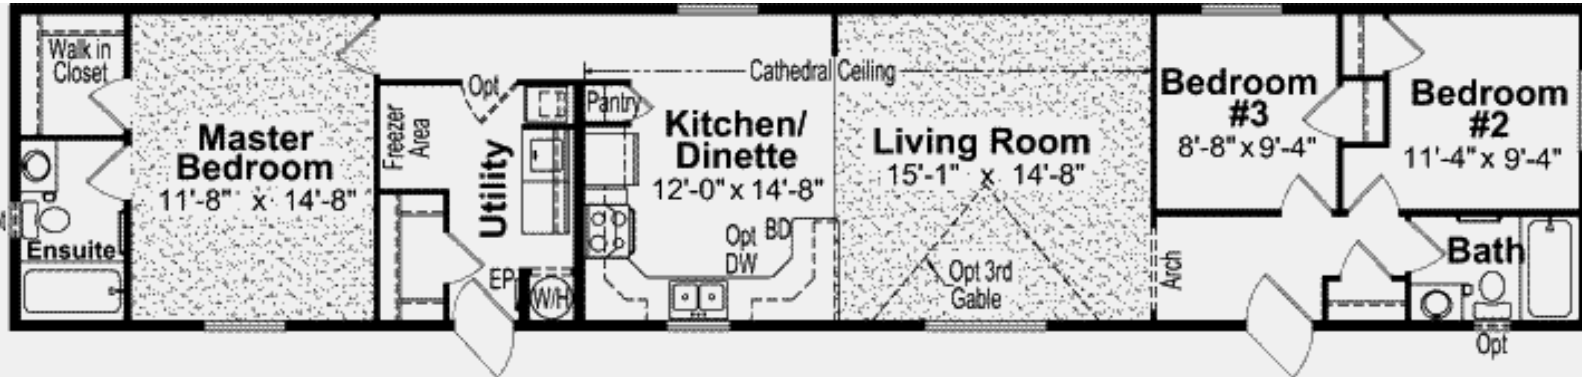 Walk in
Closet
Master
Bedroom
11'-8" x 14'-8"
Ensuite
Opt
Freezer
Area
Utility
EP
W/H
Pantry
Cathedral Ceiling
Kitchen/
Dinette
12'-0" x 14'-8"
Opt
DW
BD
Living Room
15'-1" x 14'-8"
Opt 3rd
Gable
Arch
Bedroom
#3
8'-8" x 9'-4"
Bedroom
#2
11'-4" x 9'-4"
Bath
Opt